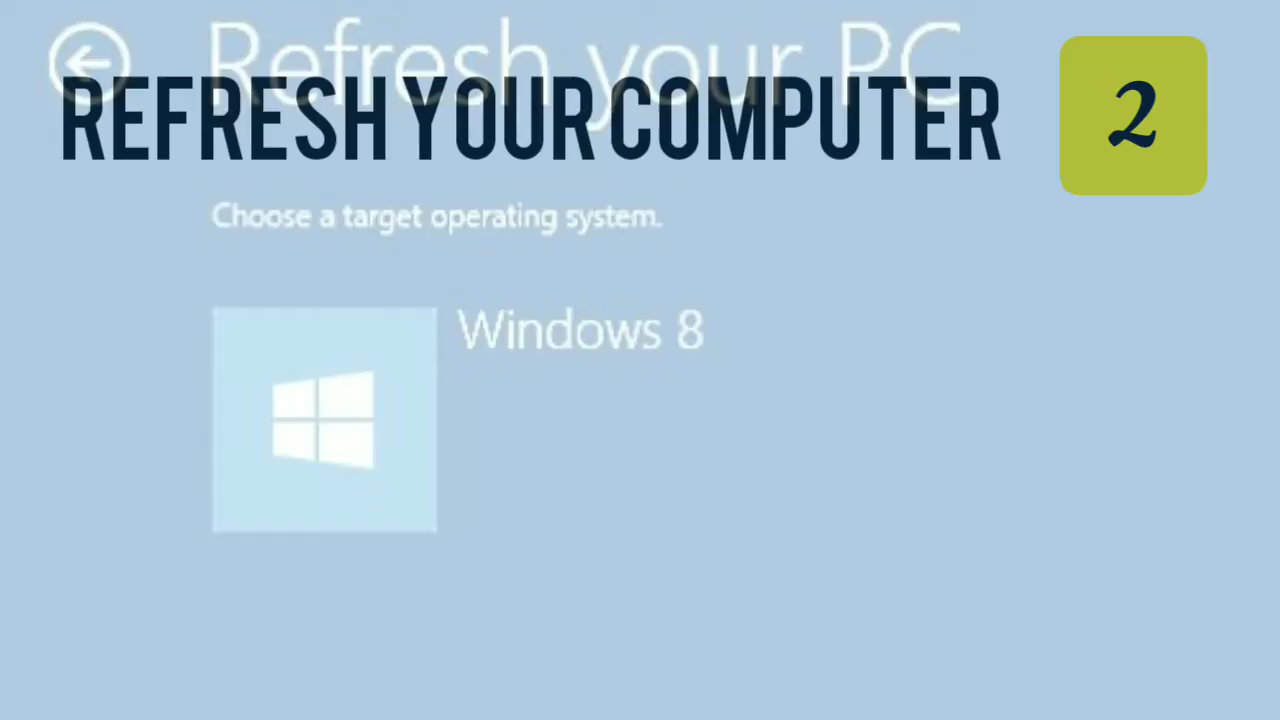 Refresh your PC
REFRESH YOUR COMPUTER
2
Choose a target operating system.
Windows 8